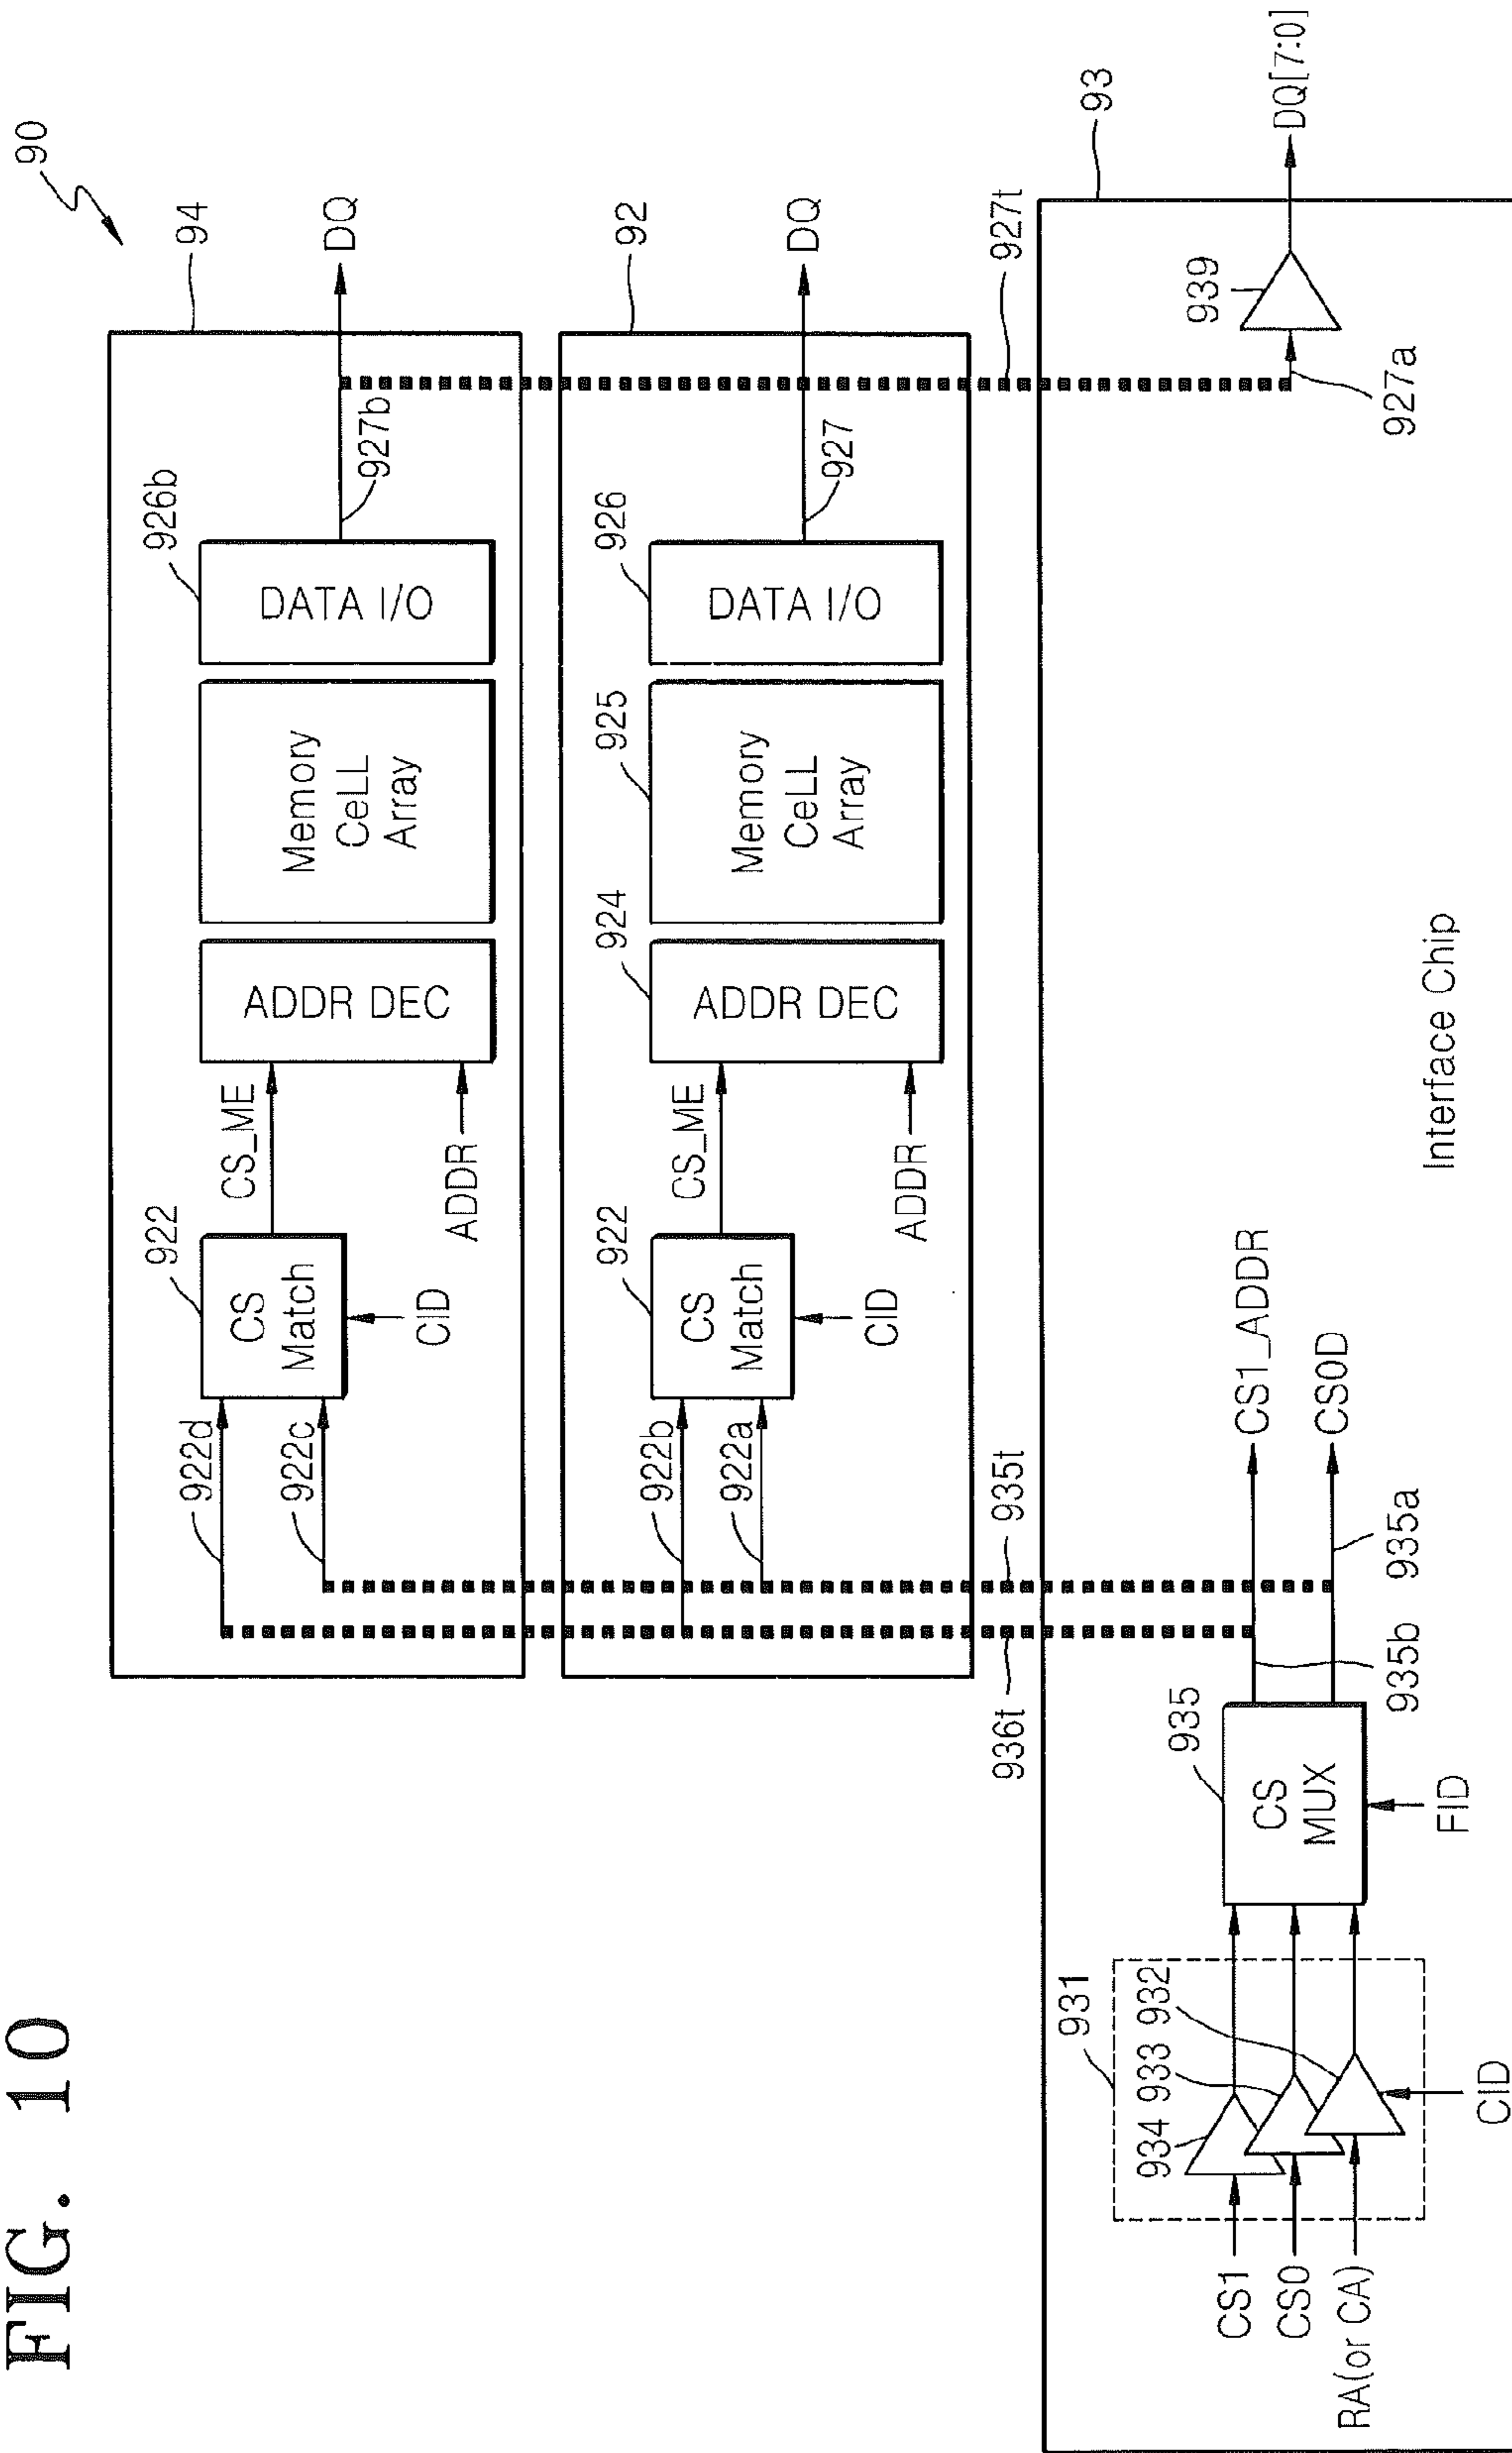 FIG. 10
90
94
922d
922c
922
CS
Match
CID
CS_ME
ADDR
ADDR DEC
Memory
CeLL
Array
926b
DATA I/O
927b
DQ
92
922b
922a
922
CS
Match
CID
CS_ME
ADDR
924
ADDR DEC
925
Memory
CeLL
Array
926
DATA I/O
927
DQ
936t
935t
927t
93
931
934
933
932
CS1
CS0
RA(or CA)
CID
935
CS
MUX
FID
935b
935a
CS1_ADDR
CS0D
Interface Chip
939
927a
DQ[7:0]